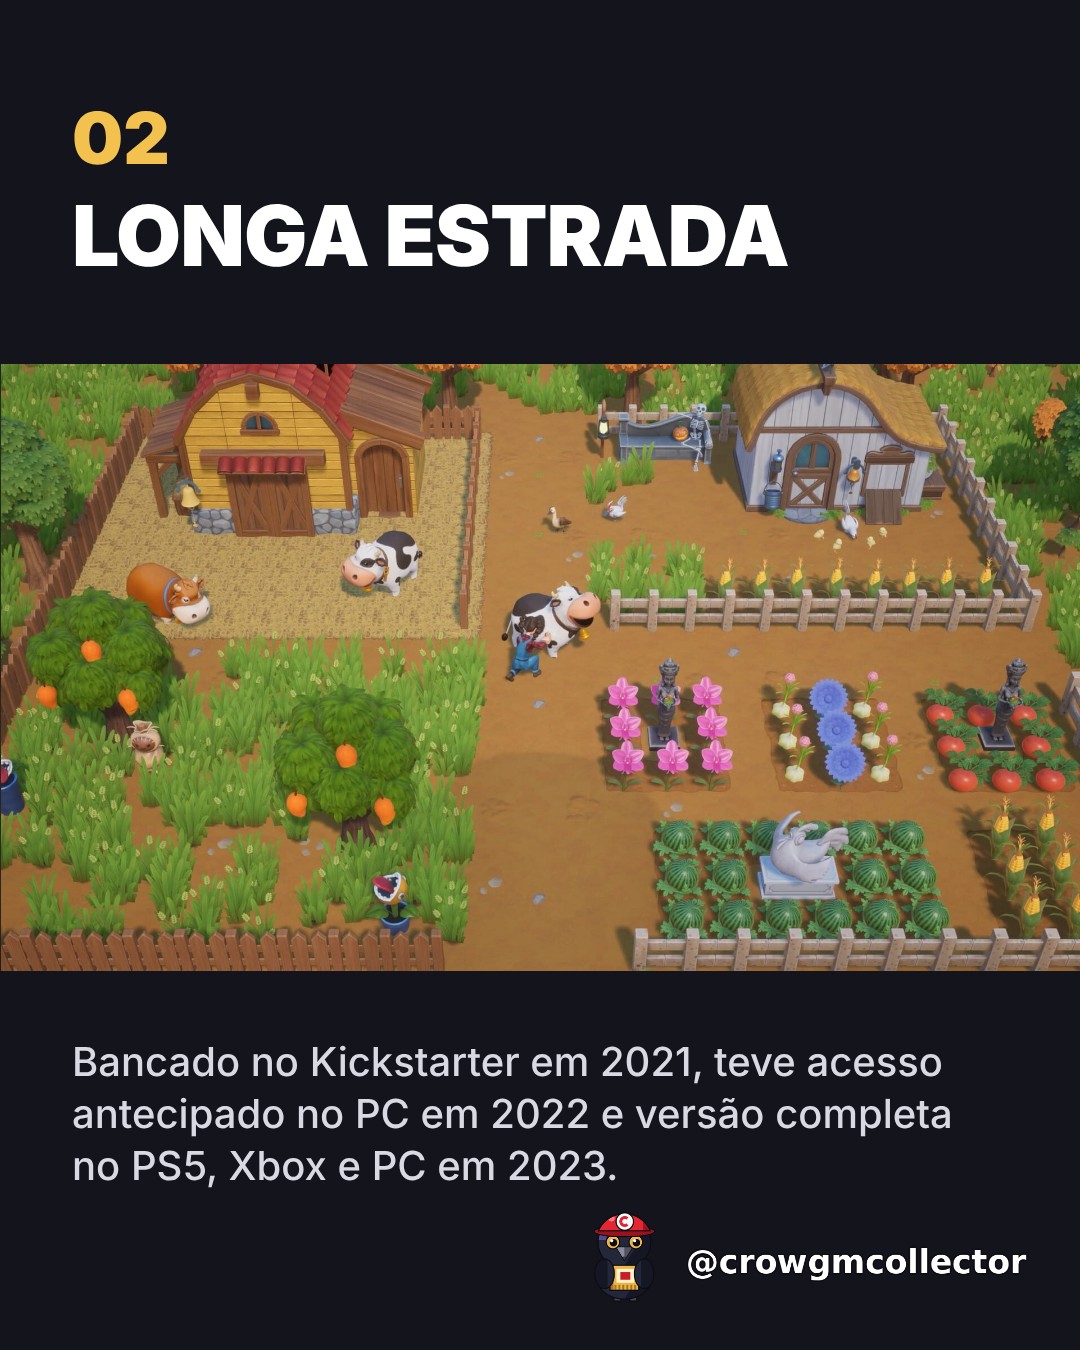 02
LONGA ESTRADA
Bancado no Kickstarter em 2021, teve acesso
antecipado no PC em 2022 e versão completa
no PS5, Xbox e PC em 2023.
C
@crowgmcollector